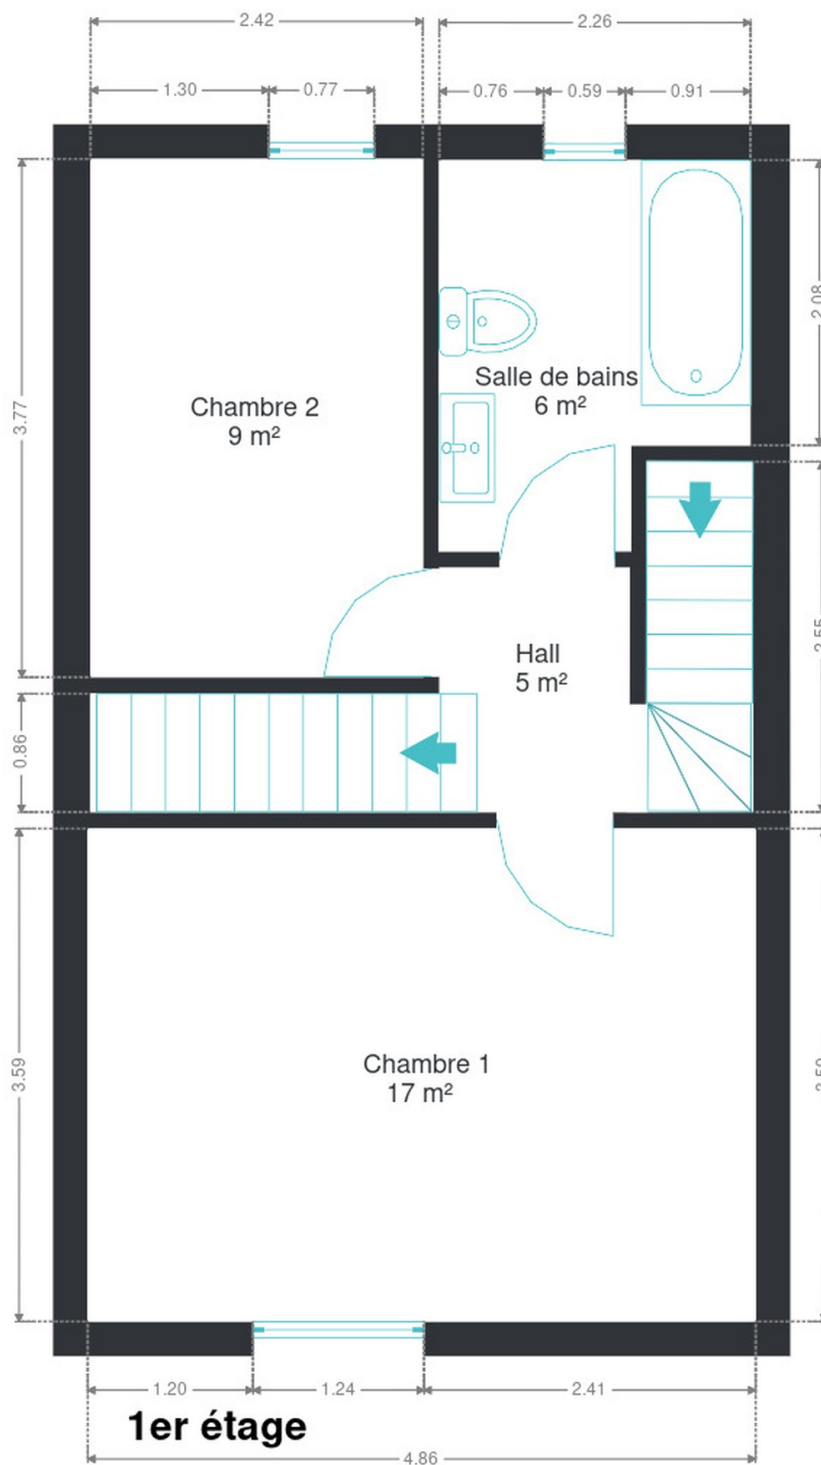 2.42
2.26
1.30
0.77
0.76
0.59
0.91
2.08
3.77
Salle de bains
6 m²
Chambre 2
9 m²
Hall
5 m²
0.86
Chambre 1
17 m²
3.59
1.20
1.24
2.41
1er étage
4.86